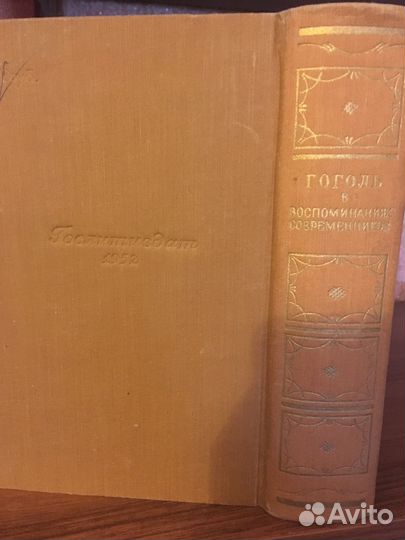 Гослитиздат
1952
ГОГОЛЬ
В
ВОСПОМИНАНИЯХ
СОВРЕМЕННИКОВ
Avito